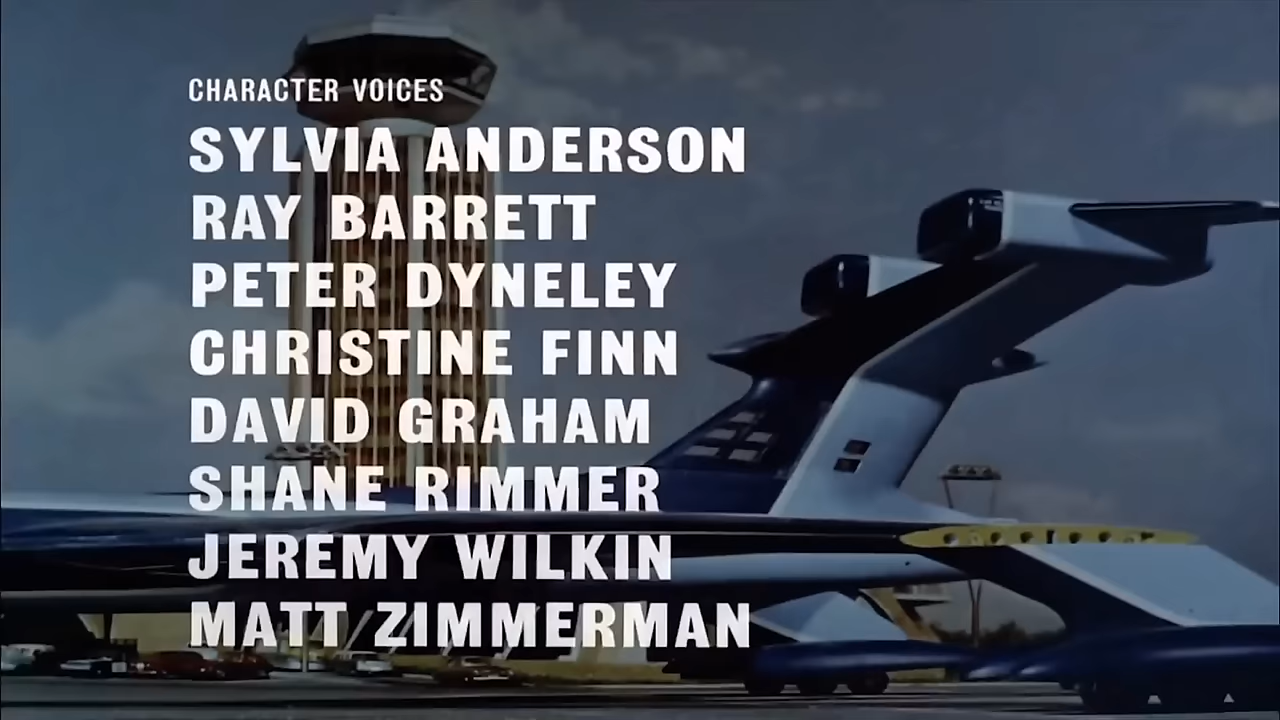 CHARACTER VOICES
SYLVIA ANDERSON
RAY BARRETT
PETER DYNELEY
CHRISTINE FINN
DAVID GRAHAM
SHANE RIMMER
JEREMY WILKIN
MATT ZIMMERMAN